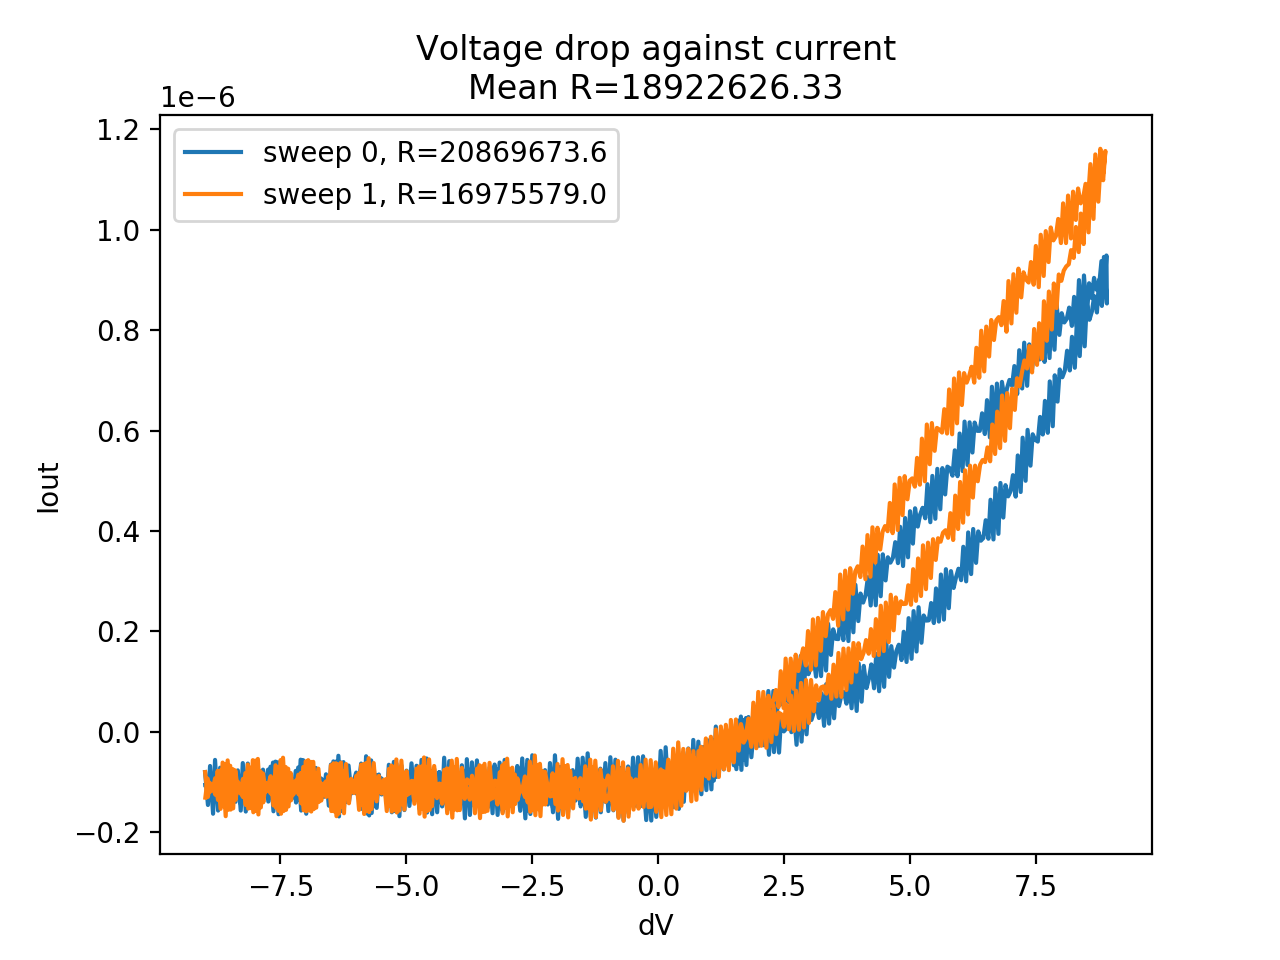 Voltage drop against current
Mean R=18922626.33
1e−6
sweep 0, R=20869673.6
sweep 1, R=16975579.0
1.2
1.0
0.8
0.6
0.4
0.2
0.0
−0.2
Iout
−7.5 −5.0 −2.5 0.0 2.5 5.0 7.5
dV